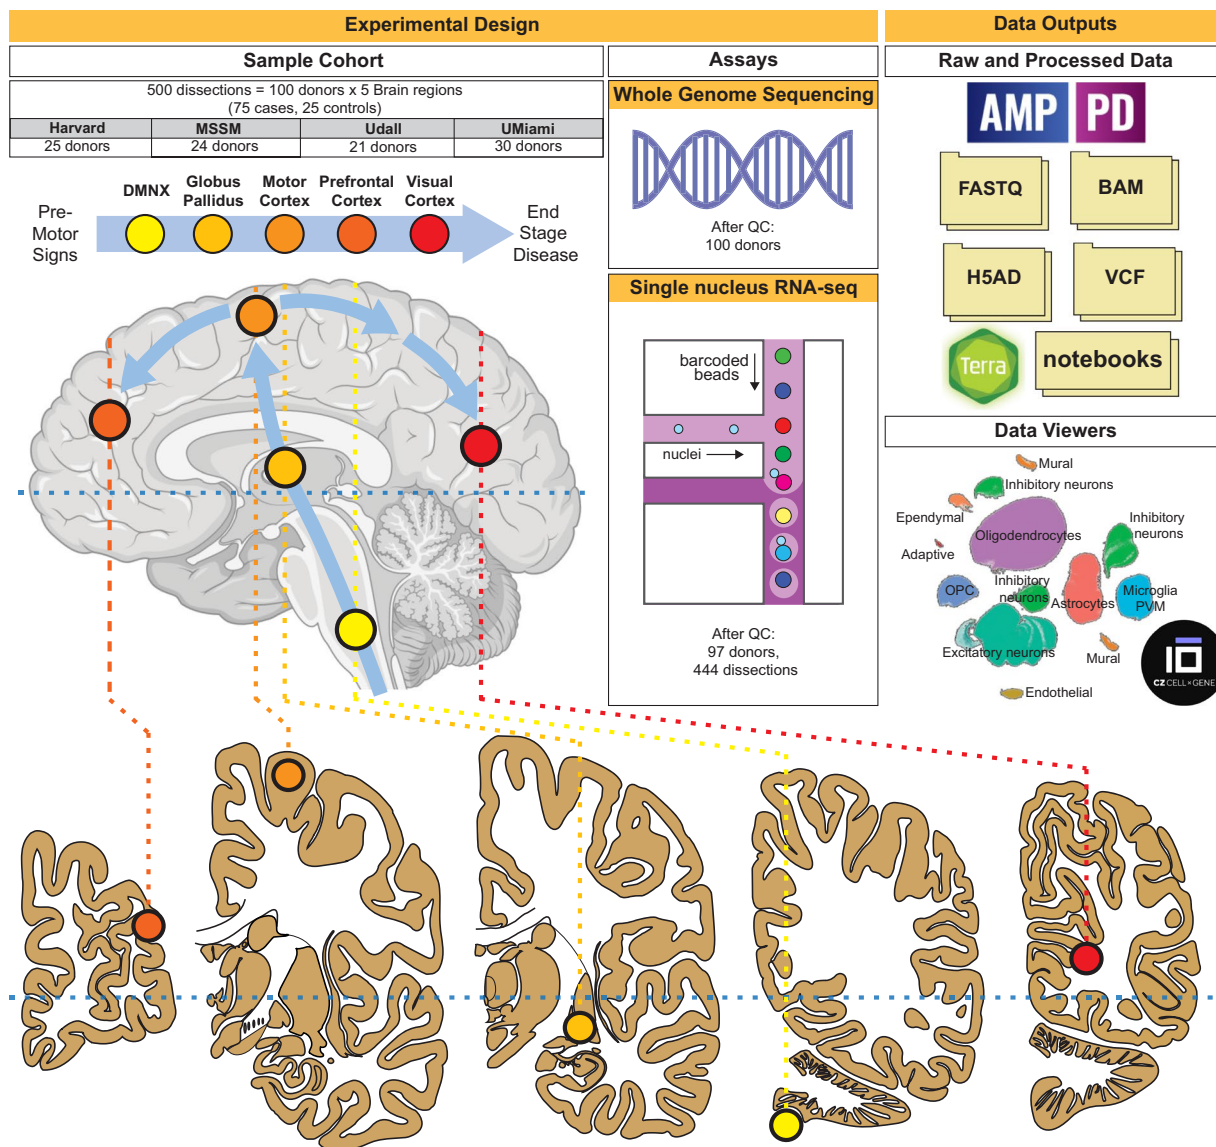 Experimental Design
Sample Cohort
500 dissections = 100 donors x 5 Brain regions
(75 cases, 25 controls)
Harvard
MSSM
Udall
UMiami
25 donors
24 donors
21 donors
30 donors
Pre-
Motor
Signs
DMNX
Globus
Pallidus
Motor
Cortex
Prefrontal
Cortex
Visual
Cortex
End
Stage
Disease
Assays
Whole Genome Sequencing
After QC:
100 donors
Single nucleus RNA-seq
barcoded
beads
nuclei
After QC:
97 donors,
444 dissections
Data Outputs
Raw and Processed Data
AMP PD
FASTQ
BAM
H5AD
VCF
Terra
notebooks
Data Viewers
Mural
Inhibitory neurons
Ependymal
Oligodendrocytes
Inhibitory
neurons
Adaptive
OPC
Inhibitory
neurons
Astrocytes
Microglia
PVM
Excitatory neurons
Mural
Endothelial
CZ CELL×GENE